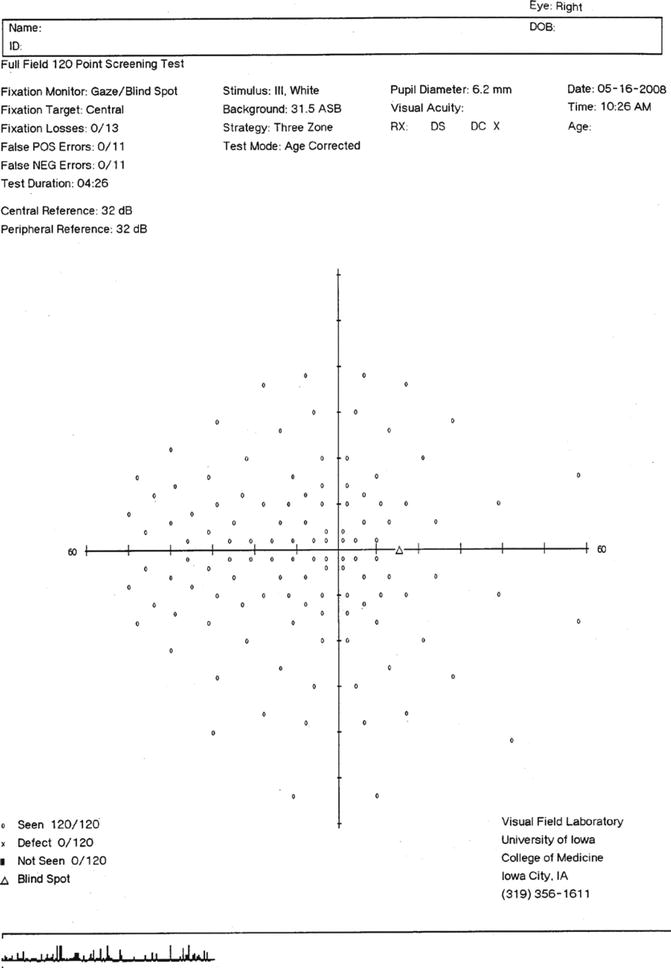 Eye: Right
Name:
DOB:
ID:
Full Field 120 Point Screening Test
Fixation Monitor: Gaze/Blind Spot
Fixation Target: Central
Fixation Losses: 0/13
False POS Errors: 0/11
False NEG Errors: 0/11
Test Duration: 04:26
Central Reference: 32 dB
Peripheral Reference: 32 dB
Stimulus: III, White
Background: 31.5 ASB
Strategy: Three Zone
Test Mode: Age Corrected
Pupil Diameter: 6.2 mm
Visual Acuity:
RX: DS DC X
Date: 05-16-2008
Time: 10:26 AM
Age:
60
60
Seen 120/120
Defect 0/120
Not Seen 0/120
Blind Spot
Visual Field Laboratory
University of Iowa
College of Medicine
Iowa City, IA
(319) 356-1611